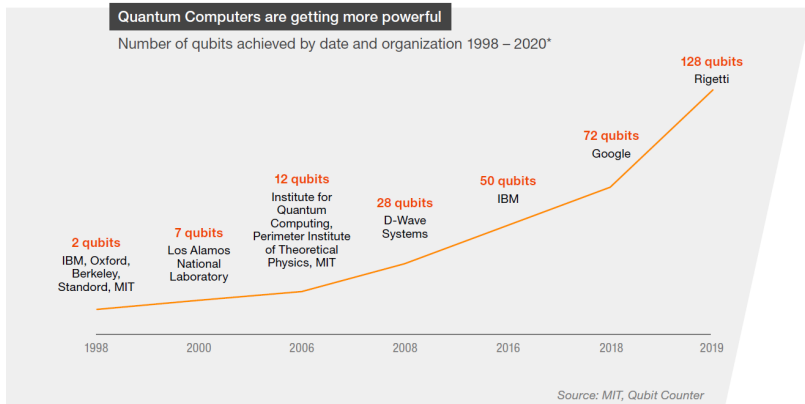 Quantum Computers are getting more powerful
Number of qubits achieved by date and organization 1998 – 2020*
2 qubits
IBM, Oxford,
Berkeley,
Standord, MIT
7 qubits
Los Alamos
National
Laboratory
12 qubits
Institute for
Quantum
Computing,
Perimeter Institute
of Theoretical
Physics, MIT
28 qubits
D-Wave
Systems
50 qubits
IBM
72 qubits
Google
128 qubits
Rigetti
1998
2000
2006
2008
2016
2018
2019
Source: MIT, Qubit Counter